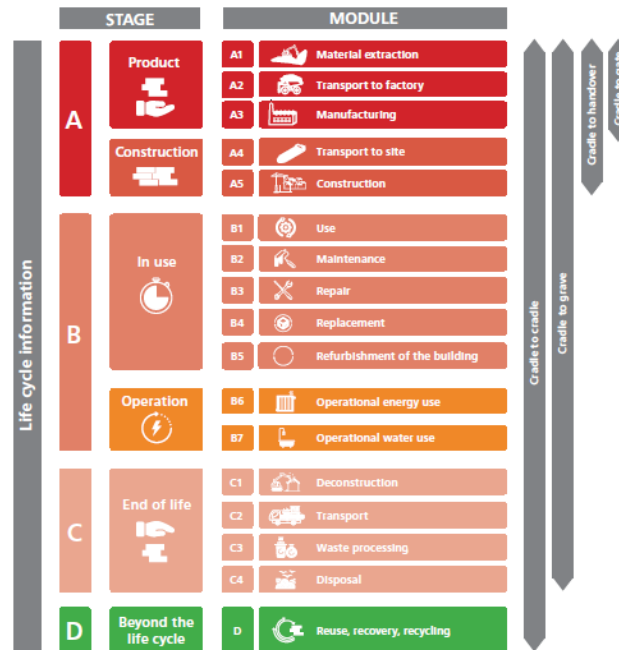 STAGE
MODULE
Life cycle information
A
Product
A1
Material extraction
A2
Transport to factory
A3
Manufacturing
Construction
A4
Transport to site
A5
Construction
B
In use
B1
Use
B2
Maintenance
B3
Repair
B4
Replacement
B5
Refurbishment of the building
Operation
B6
Operational energy use
B7
Operational water use
C
End of life
C1
Deconstruction
C2
Transport
C3
Waste processing
C4
Disposal
D
Beyond the
life cycle
D
Reuse, recovery, recycling
Cradle to cradle
Cradle to grave
Cradle to handover
Cradle to gate